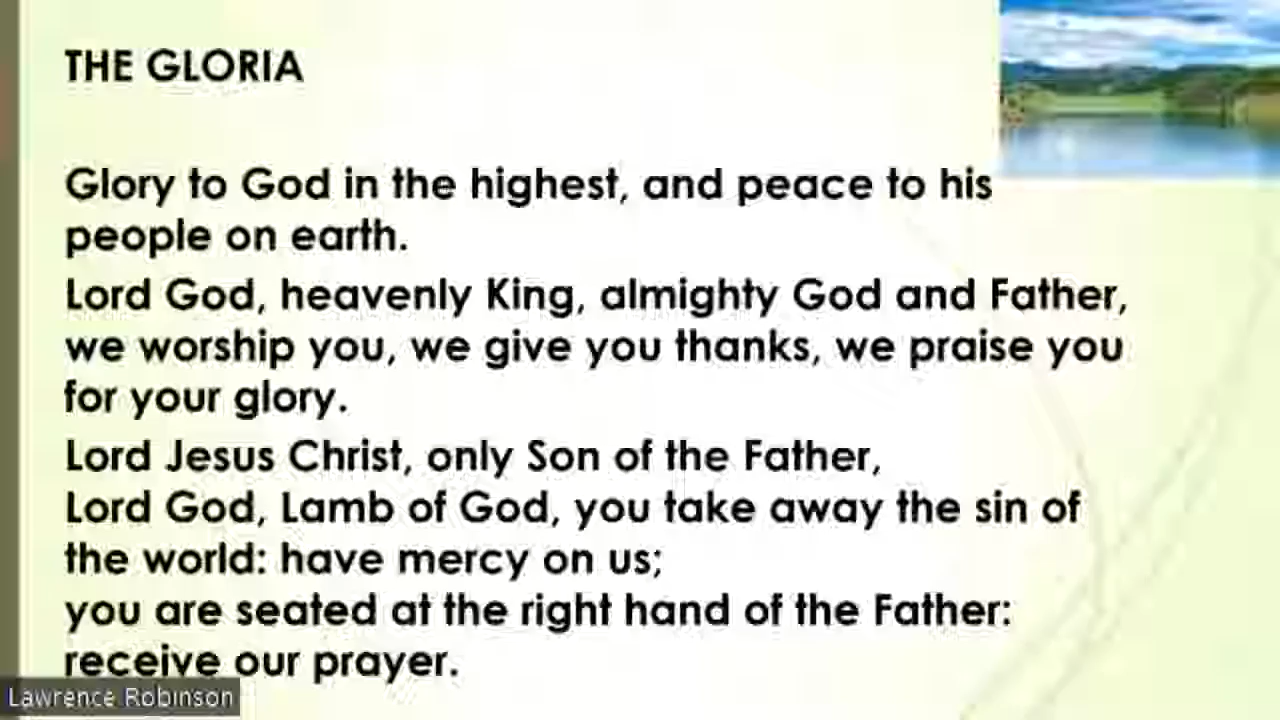 THE GLORIA
Glory to God in the highest, and peace to his
people on earth.
Lord God, heavenly King, almighty God and Father,
we worship you, we give you thanks, we praise you
for your glory.
Lord Jesus Christ, only Son of the Father,
Lord God, Lamb of God, you take away the sin of
the world: have mercy on us;
you are seated at the right hand of the Father:
receive our prayer.
Lawrence Robinson